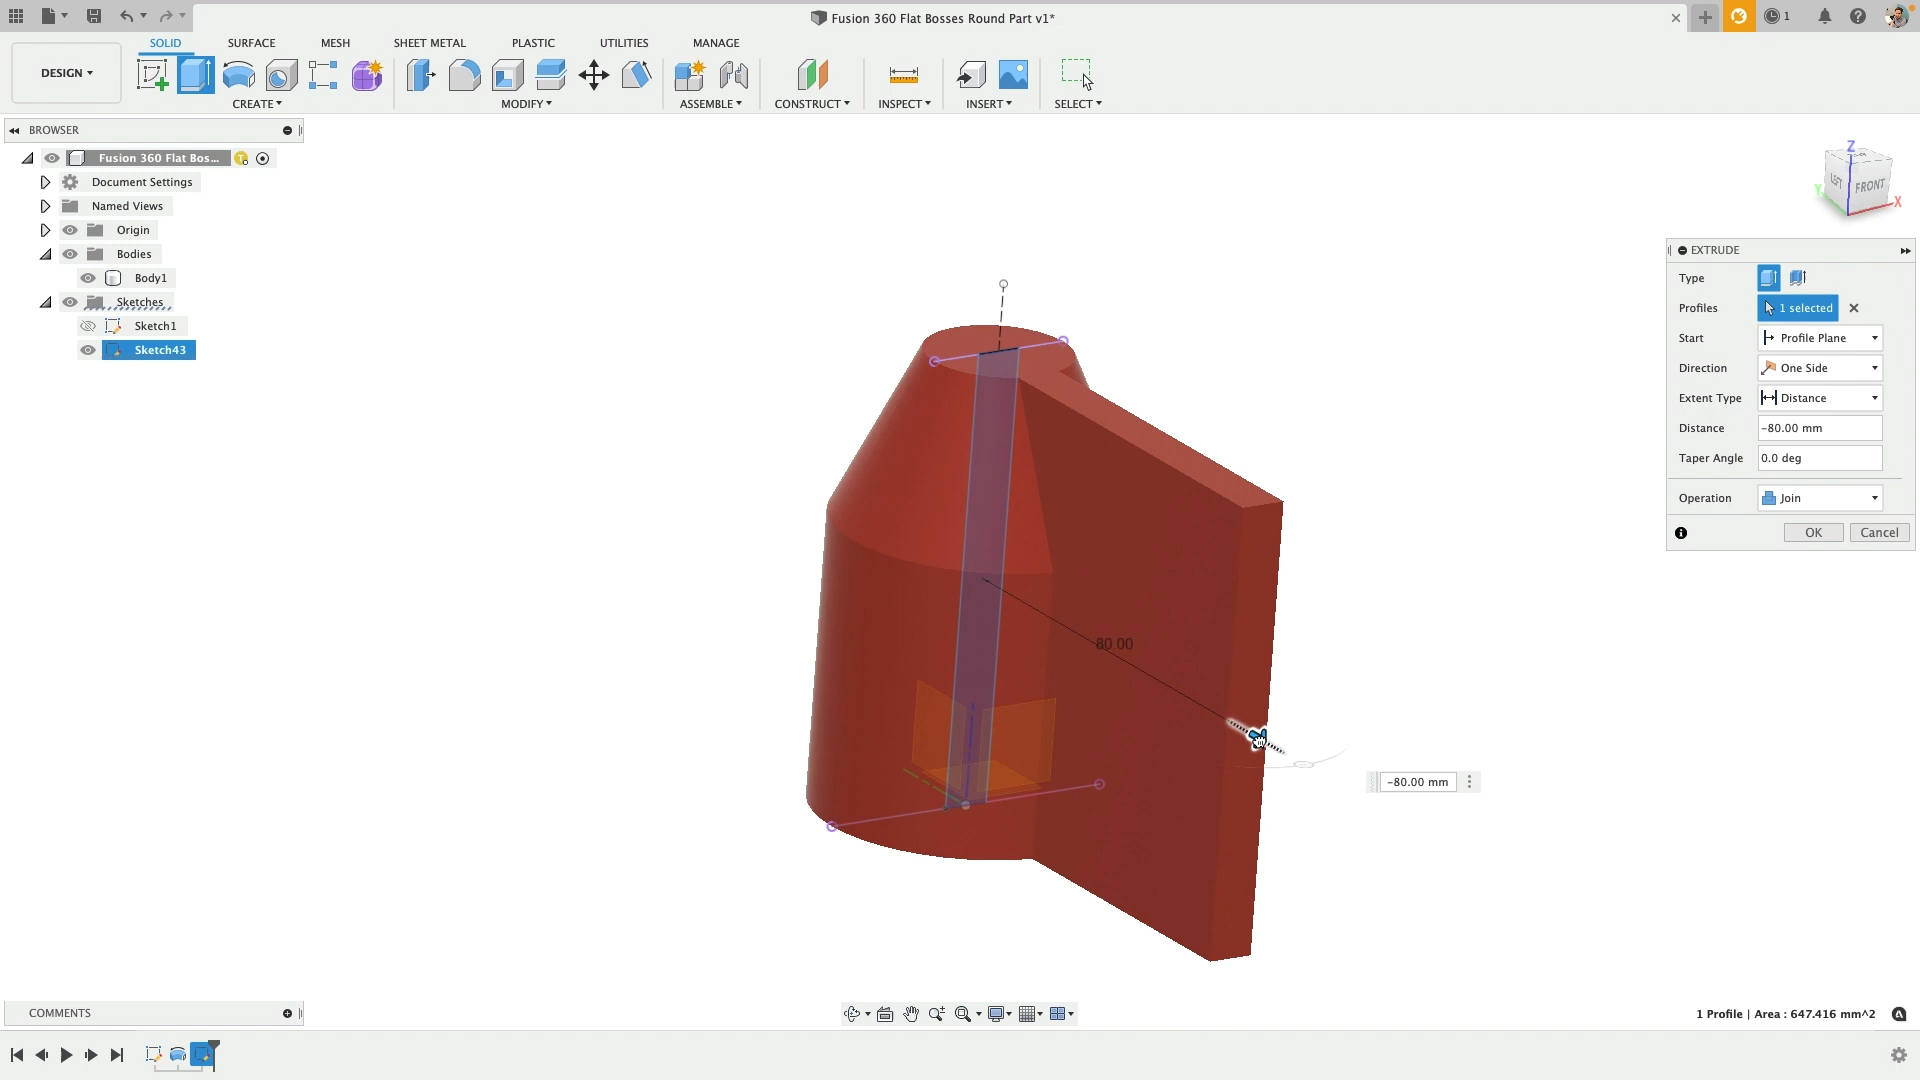 Fusion 360 Flat Bosses Round Part v1*
1
DESIGN
SOLID
SURFACE
MESH
SHEET METAL
PLASTIC
UTILITIES
MANAGE
CREATE
MODIFY
ASSEMBLE
CONSTRUCT
INSPECT
INSERT
SELECT
BROWSER
Fusion 360 Flat Bos...
Document Settings
Named Views
Origin
Bodies
Body1
Sketches
Sketch1
Sketch43
Z
LEFT
FRONT
Y
X
EXTRUDE
Type
Profiles
1 selected
Start
Profile Plane
Direction
One Side
Extent Type
Distance
Distance
-80.00 mm
Taper Angle
0.0 deg
Operation
Join
OK
Cancel
80.00
-80.00 mm
COMMENTS
1 Profile | Area : 647.416 mm^2